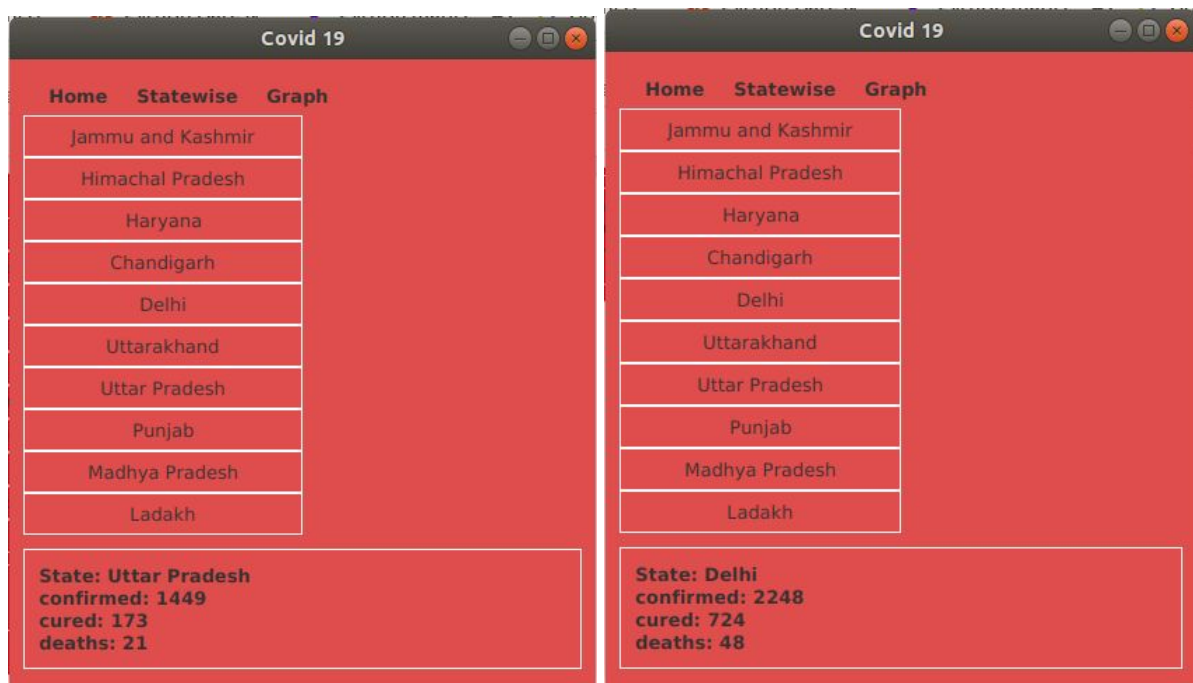 Covid 19
Home Statewise Graph
Jammu and Kashmir
Himachal Pradesh
Haryana
Chandigarh
Delhi
Uttarakhand
Uttar Pradesh
Punjab
Madhya Pradesh
Ladakh
State: Uttar Pradesh
confirmed: 1449
cured: 173
deaths: 21
Covid 19
Home Statewise Graph
Jammu and Kashmir
Himachal Pradesh
Haryana
Chandigarh
Delhi
Uttarakhand
Uttar Pradesh
Punjab
Madhya Pradesh
Ladakh
State: Delhi
confirmed: 2248
cured: 724
deaths: 48